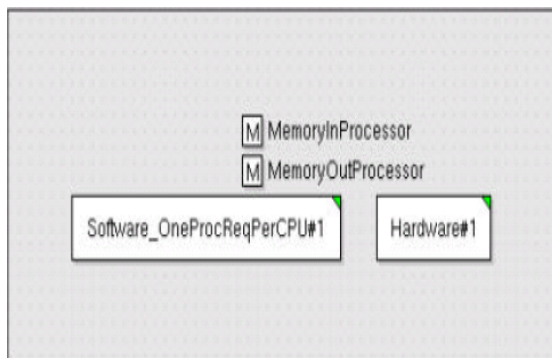 M MemoryInProcessor
M MemoryOutProcessor
Software_OneProcReqPerCPU#1
Hardware#1